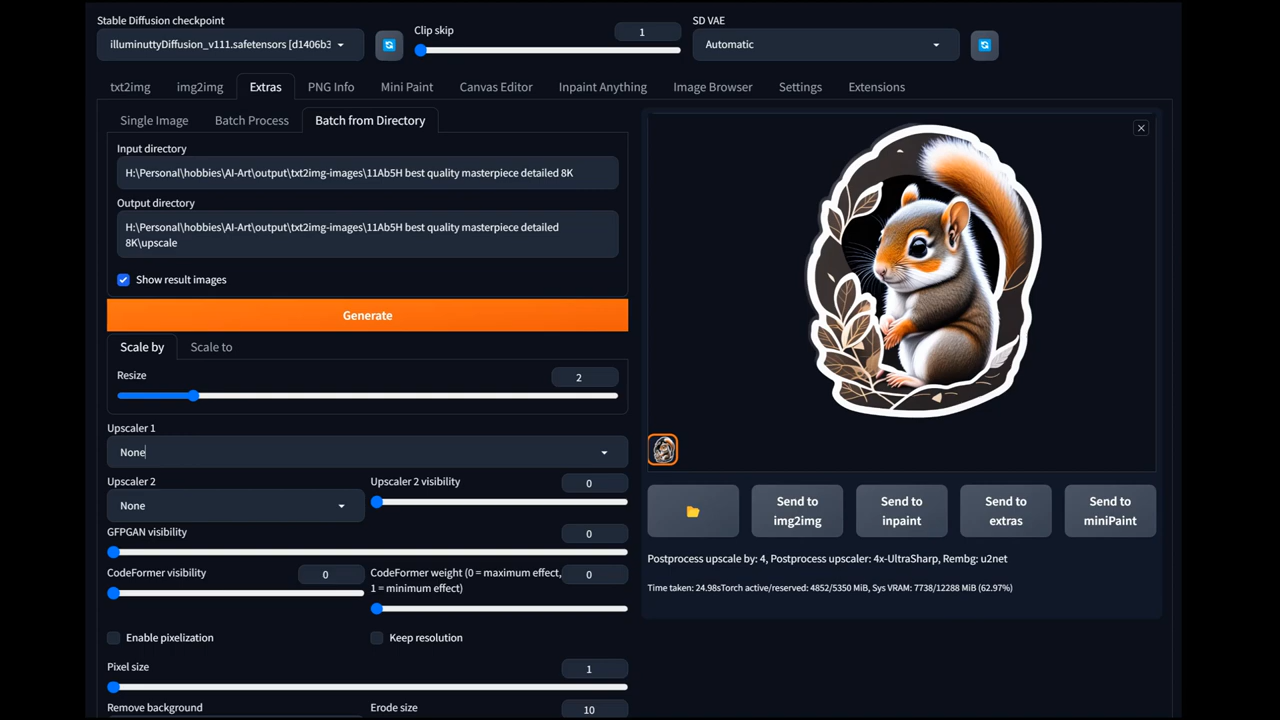 Stable Diffusion checkpoint
Clip skip
1
SD VAE
illuminuttyDiffusion_v111.safetensors [d1406b3
Automatic
txt2img
img2img
Extras
PNG Info
Mini Paint
Canvas Editor
Inpaint Anything
Image Browser
Settings
Extensions
Single Image
Batch Process
Batch from Directory
Input directory
H:\Personal\hobbies\AI-Art\output\txt2img-images\11Ab5H best quality masterpiece detailed 8K
Output directory
H:\Personal\hobbies\AI-Art\output\txt2img-images\11Ab5H best quality masterpiece detailed
8K\upscale
Show result images
Generate
Scale by
Scale to
Resize
2
Upscaler 1
None
Upscaler 2
None
Upscaler 2 visibility
0
GFPGAN visibility
0
CodeFormer visibility
0
CodeFormer weight (0 = maximum effect,
1 = minimum effect)
0
Enable pixelization
Keep resolution
Pixel size
1
Remove background
Erode size
10
Send to
img2img
Send to
inpaint
Send to
extras
Send to
miniPaint
Postprocess upscale by: 4, Postprocess upscaler: 4x-UltraSharp, Rembg: u2net
Time taken: 24.98sTorch active/reserved: 4852/5350 MiB, Sys VRAM: 7738/12288 MiB (62.97%)